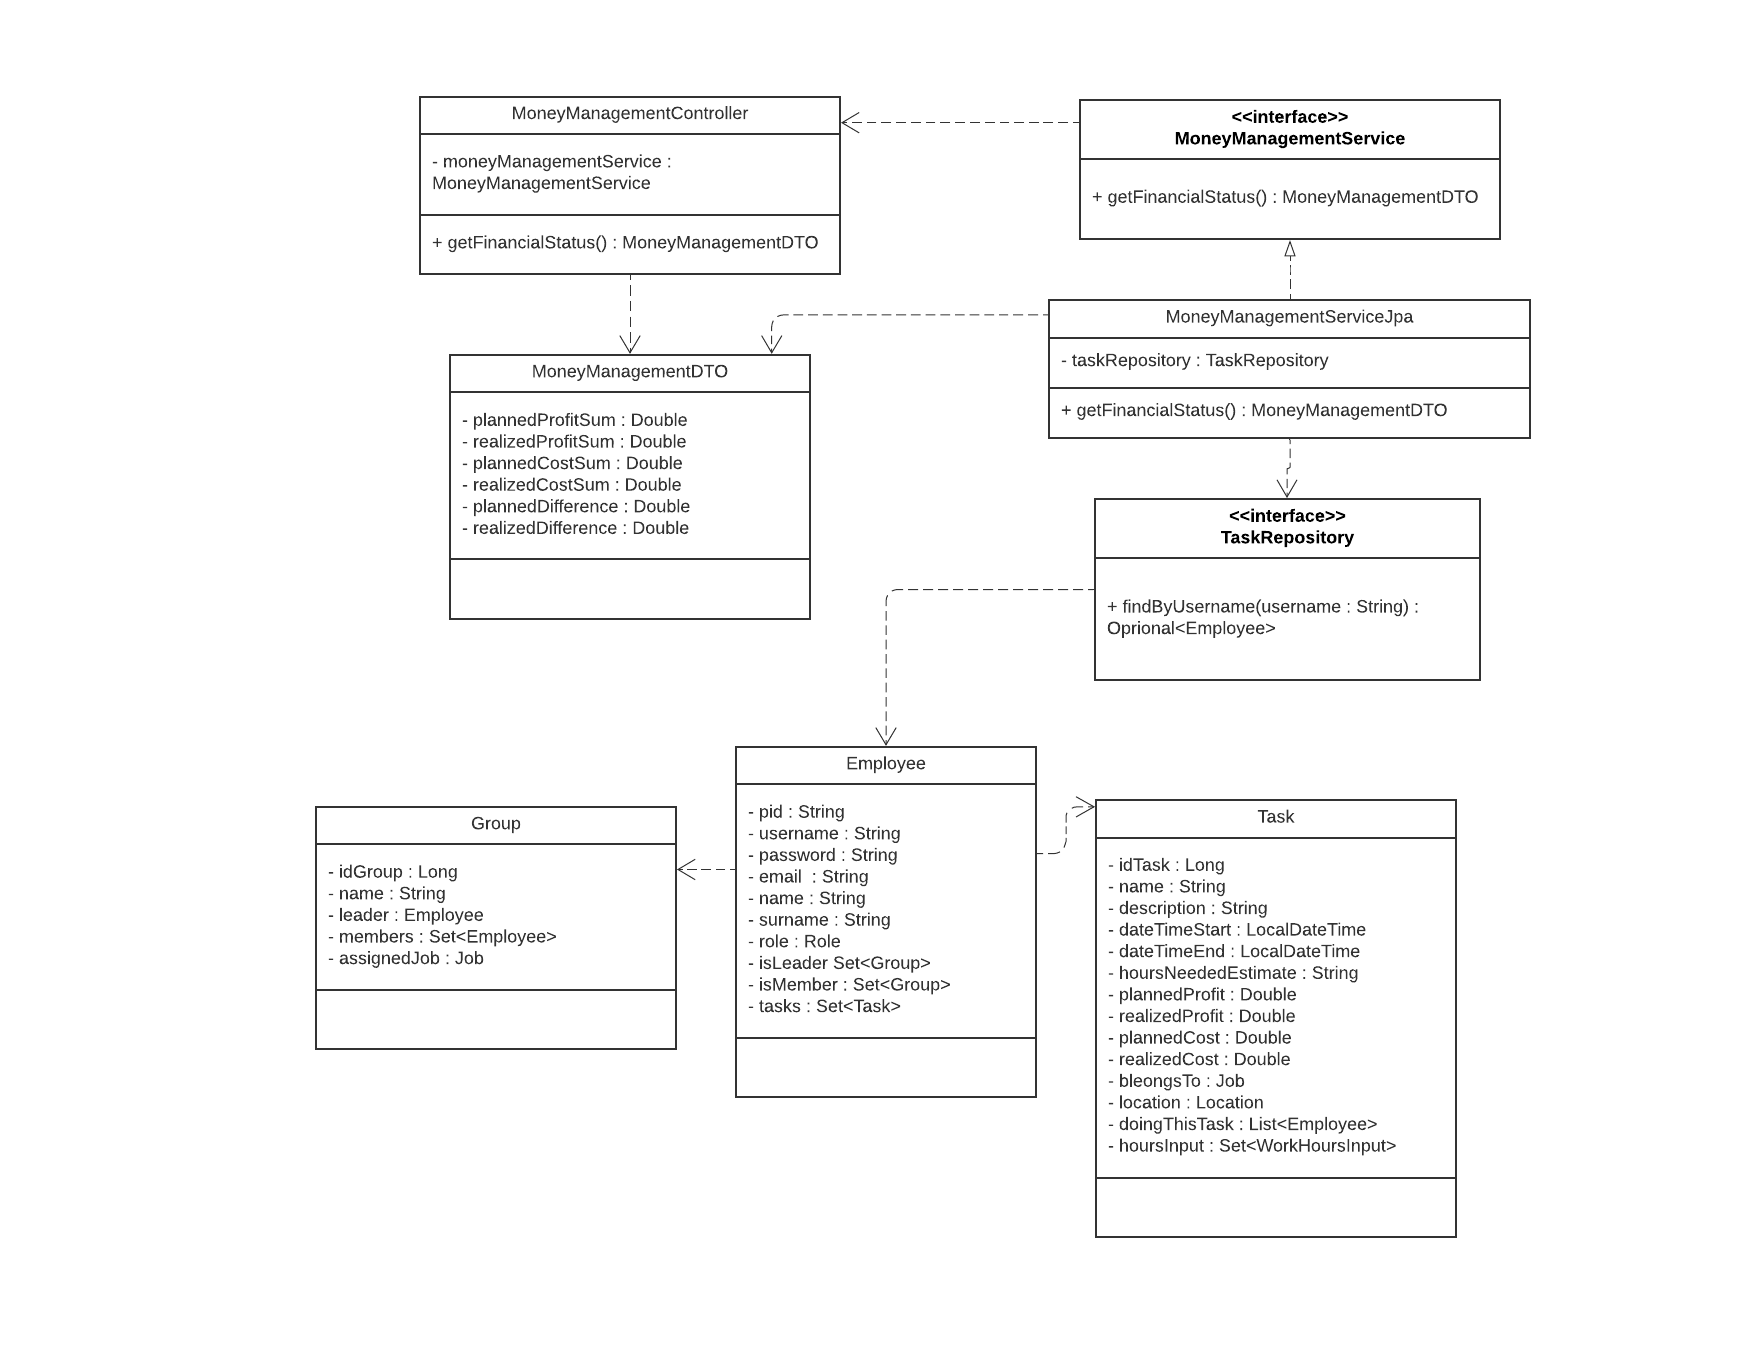 MoneyManagementController
- moneyManagementService :
MoneyManagementService
+ getFinancialStatus() : MoneyManagementDTO
<<interface>>
MoneyManagementService
+ getFinancialStatus() : MoneyManagementDTO
MoneyManagementServiceJpa
- taskRepository : TaskRepository
+ getFinancialStatus() : MoneyManagementDTO
MoneyManagementDTO
- plannedProfitSum : Double
- realizedProfitSum : Double
- plannedCostSum : Double
- realizedCostSum : Double
- plannedDifference : Double
- realizedDifference : Double
<<interface>>
TaskRepository
+ findByUsername(username : String) :
Oprional<Employee>
Group
- idGroup : Long
- name : String
- leader : Employee
- members : Set<Employee>
- assignedJob : Job
Employee
- pid : String
- username : String
- password : String
- email  : String
- name : String
- surname : String
- role : Role
- isLeader Set<Group>
- isMember : Set<Group>
- tasks : Set<Task>
Task
- idTask : Long
- name : String
- description : String
- dateTimeStart : LocalDateTime
- dateTimeEnd : LocalDateTime
- hoursNeededEstimate : String
- plannedProfit : Double
- realizedProfit : Double
- plannedCost : Double
- realizedCost : Double
- bleongsTo : Job
- location : Location
- doingThisTask : List<Employee>
- hoursInput : Set<WorkHoursInput>